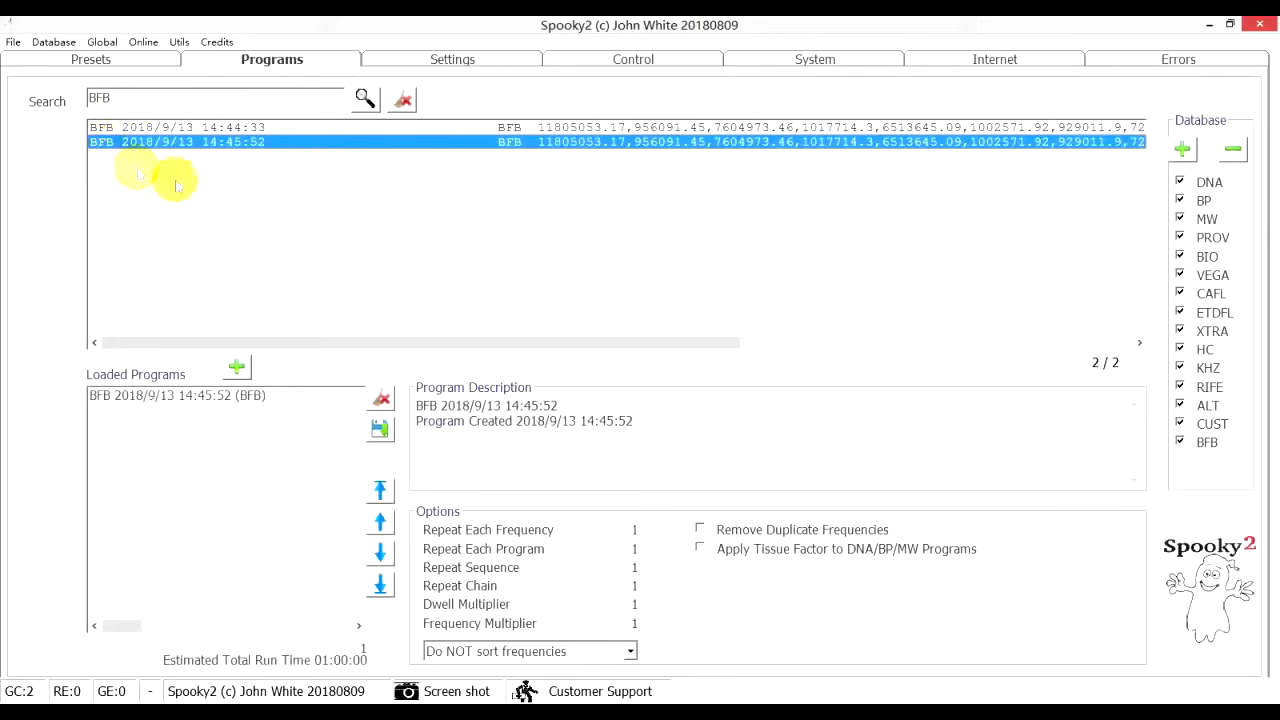 Spooky2 (c) John White 20180809
File Database Global Online Utils Credits
Presets Programs Settings Control System Internet Errors
Search BFB
BFB 2018/9/13 14:44:33 BFB 11805053.17,956091.45,7604973.46,1017714.3,6513645.09,1002571.92,929011.9,72
BFB 2018/9/13 14:45:52 BFB 11805053.17,956091.45,7604973.46,1017714.3,6513645.09,1002571.92,929011.9,72
2 / 2
Database
DNA
BP
MW
PROV
BIO
VEGA
CAFL
ETDFL
XTRA
HC
KHZ
RIFE
ALT
CUST
BFB
Loaded Programs
BFB 2018/9/13 14:45:52 (BFB)
1
Estimated Total Run Time 01:00:00
Program Description
BFB 2018/9/13 14:45:52
Program Created 2018/9/13 14:45:52
Options
Repeat Each Frequency 1
Repeat Each Program 1
Repeat Sequence 1
Repeat Chain 1
Dwell Multiplier 1
Frequency Multiplier 1
Do NOT sort frequencies
Remove Duplicate Frequencies
Apply Tissue Factor to DNA/BP/MW Programs
Spooky2
GC:2 RE:0 GE:0 - Spooky2 (c) John White 20180809 Screen shot Customer Support